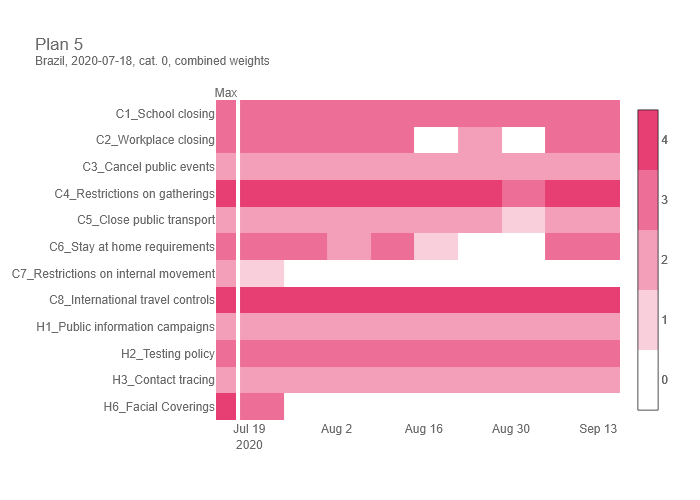 Plan 5
Brazil, 2020-07-18, cat. 0, combined weights
Max
C1_School closing
C2_Workplace closing
C3_Cancel public events
C4_Restrictions on gatherings
C5_Close public transport
C6_Stay at home requirements
C7_Restrictions on internal movement
C8_International travel controls
H1_Public information campaigns
H2_Testing policy
H3_Contact tracing
H6_Facial Coverings
Jul 19 Aug 2 Aug 16 Aug 30 Sep 13
2020
4
3
2
1
0